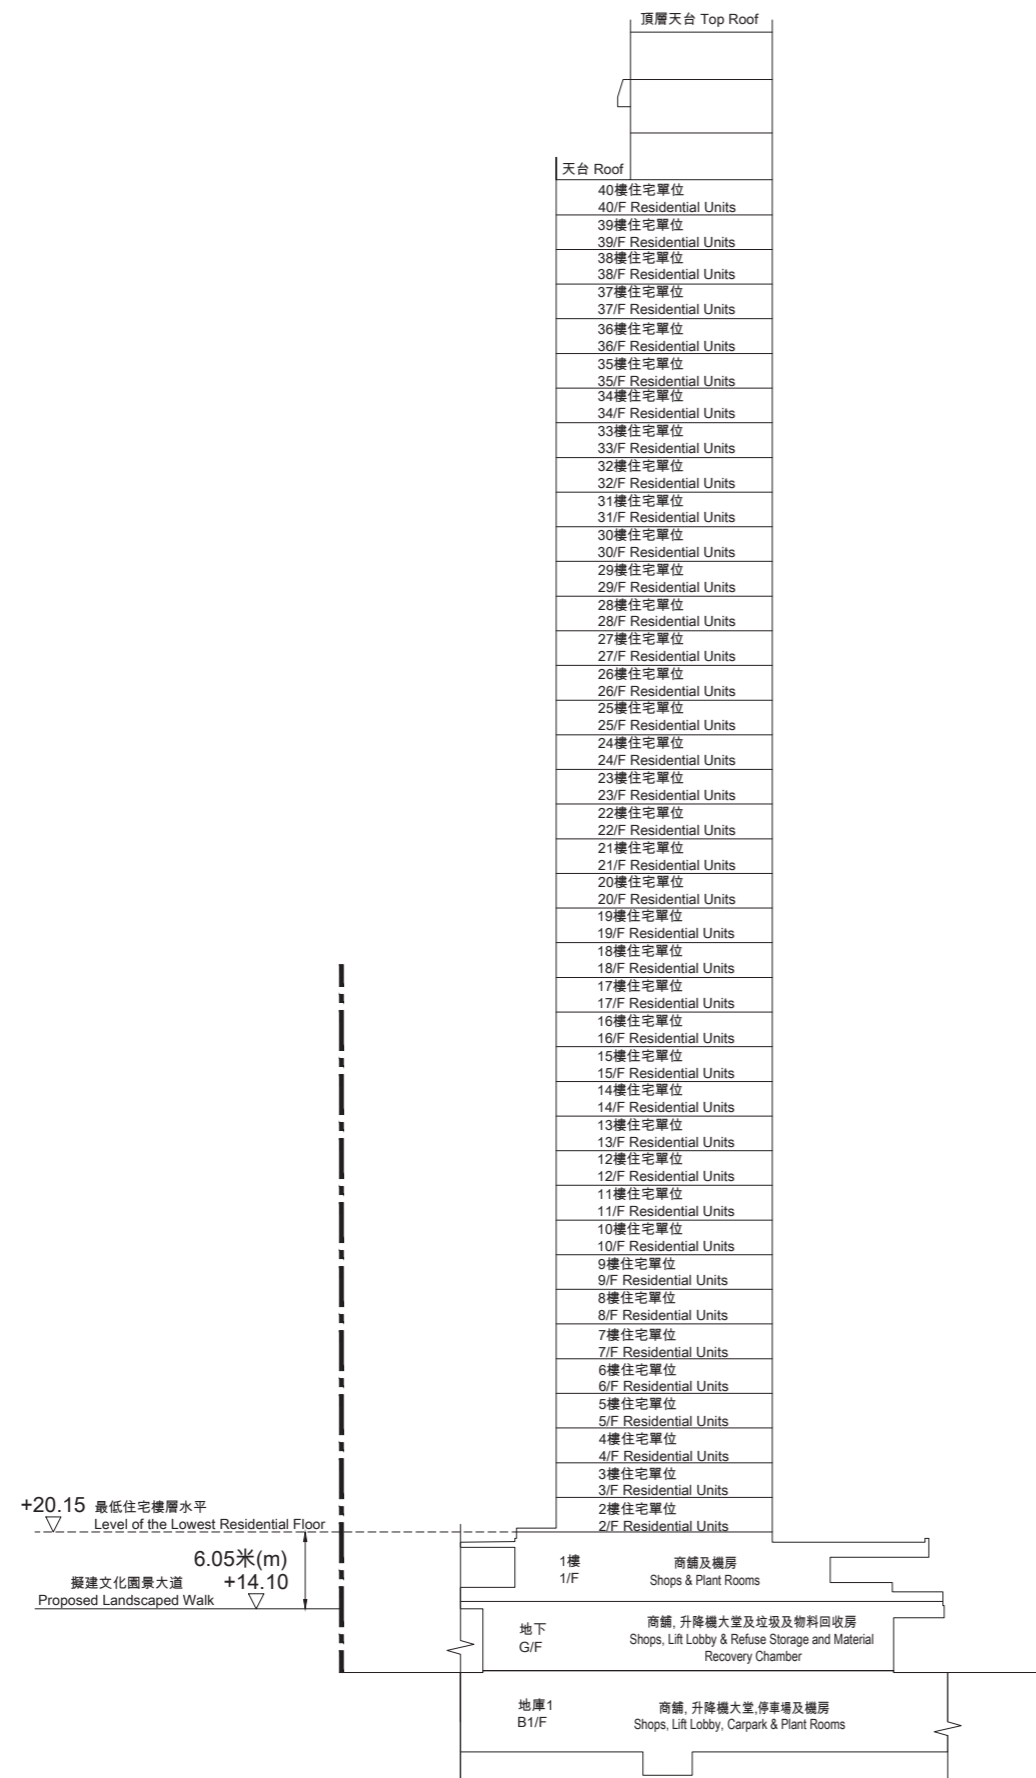 頂層天台 Top Roof
天台 Roof
40樓住宅單位
40/F Residential Units
39樓住宅單位
39/F Residential Units
38樓住宅單位
38/F Residential Units
37樓住宅單位
37/F Residential Units
36樓住宅單位
36/F Residential Units
35樓住宅單位
35/F Residential Units
34樓住宅單位
34/F Residential Units
33樓住宅單位
33/F Residential Units
32樓住宅單位
32/F Residential Units
31樓住宅單位
31/F Residential Units
30樓住宅單位
30/F Residential Units
29樓住宅單位
29/F Residential Units
28樓住宅單位
28/F Residential Units
27樓住宅單位
27/F Residential Units
26樓住宅單位
26/F Residential Units
25樓住宅單位
25/F Residential Units
24樓住宅單位
24/F Residential Units
23樓住宅單位
23/F Residential Units
22樓住宅單位
22/F Residential Units
21樓住宅單位
21/F Residential Units
20樓住宅單位
20/F Residential Units
19樓住宅單位
19/F Residential Units
18樓住宅單位
18/F Residential Units
17樓住宅單位
17/F Residential Units
16樓住宅單位
16/F Residential Units
15樓住宅單位
15/F Residential Units
14樓住宅單位
14/F Residential Units
13樓住宅單位
13/F Residential Units
12樓住宅單位
12/F Residential Units
11樓住宅單位
11/F Residential Units
10樓住宅單位
10/F Residential Units
9樓住宅單位
9/F Residential Units
8樓住宅單位
8/F Residential Units
7樓住宅單位
7/F Residential Units
6樓住宅單位
6/F Residential Units
5樓住宅單位
5/F Residential Units
4樓住宅單位
4/F Residential Units
3樓住宅單位
3/F Residential Units
2樓住宅單位
2/F Residential Units
+20.15 最低住宅樓層水平
Level of the Lowest Residential Floor
6.05米(m)
擬建文化園景大道 +14.10
Proposed Landscaped Walk
1樓 商舖及機房
1/F Shops & Plant Rooms
地下 商舖, 升降機大堂及垃圾及物料回收房
G/F Shops, Lift Lobby & Refuse Storage and Material
Recovery Chamber
地庫1 商舖, 升降機大堂,停車場及機房
B1/F Shops, Lift Lobby, Carpark & Plant Rooms